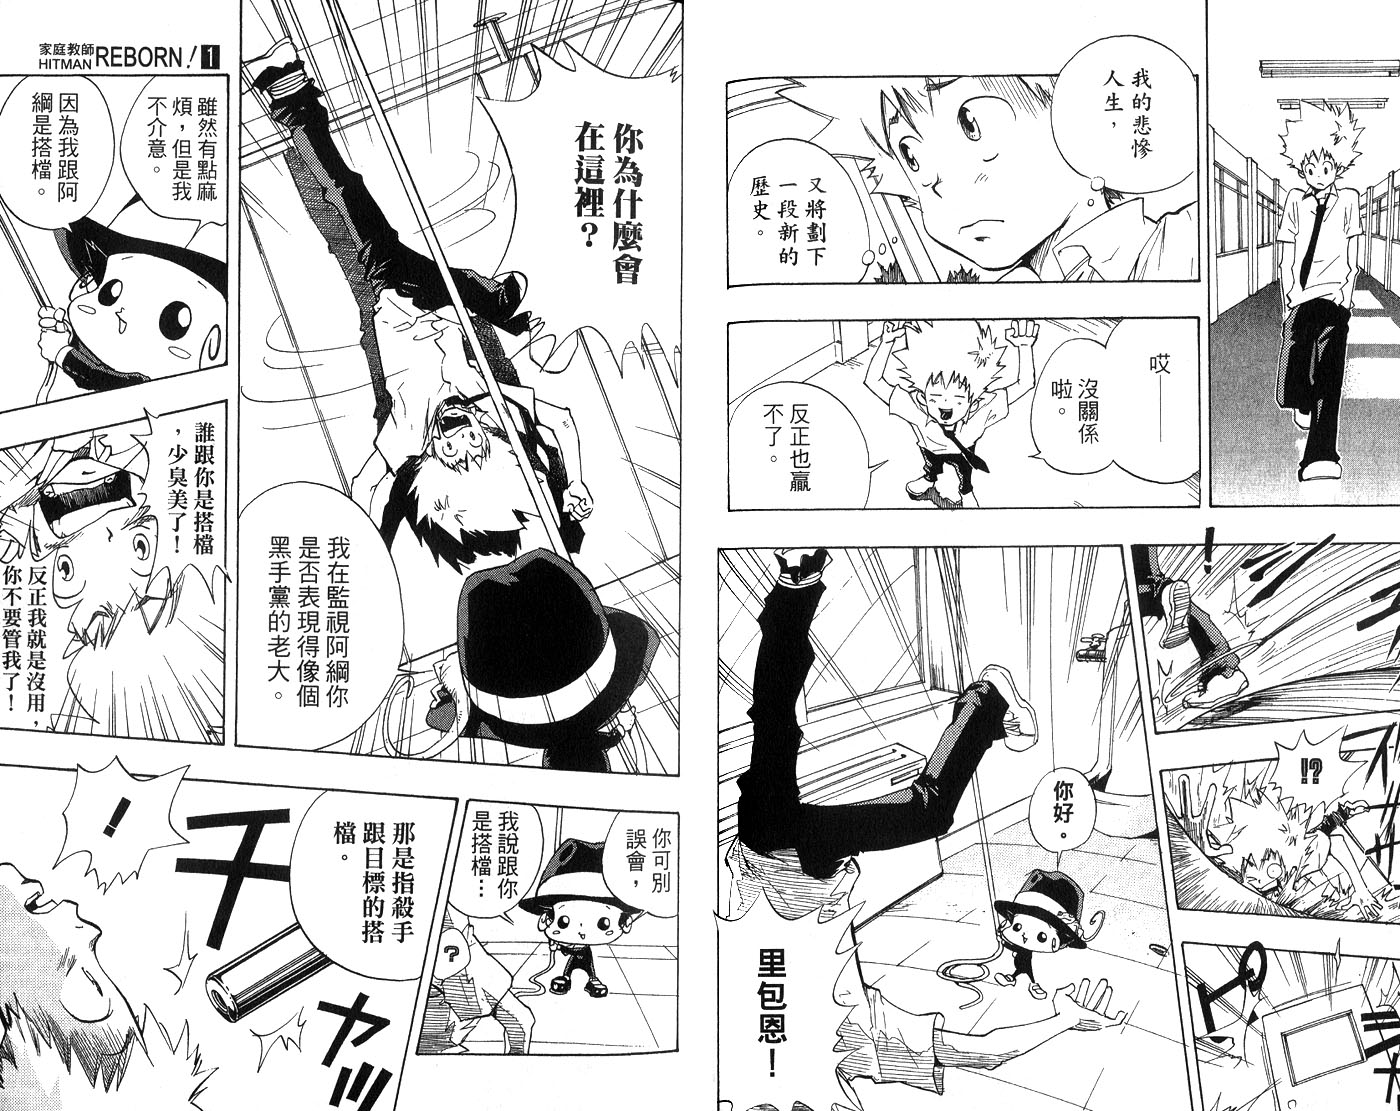 家庭教師
HITMAN REBORN! 1
我的悲慘
人生，
又將劃下
一段新的
歷史。
哎——
沒關係
啦。
反正也贏
不了。
!
!?
你好。
里包恩！
你為什麼會
在這裡？
我在監視阿綱你
是否表現得像個
黑手黨的老大。
雖然有點麻
煩，但是我
不介意。
因為我跟阿
綱是搭檔。
誰跟你是搭檔
，少臭美了！
反正我就是沒用，
你不要管我了！
你可別
誤會，
我說跟你
是搭檔…
?
那是指殺手
跟目標的搭
檔。
チャッ
!